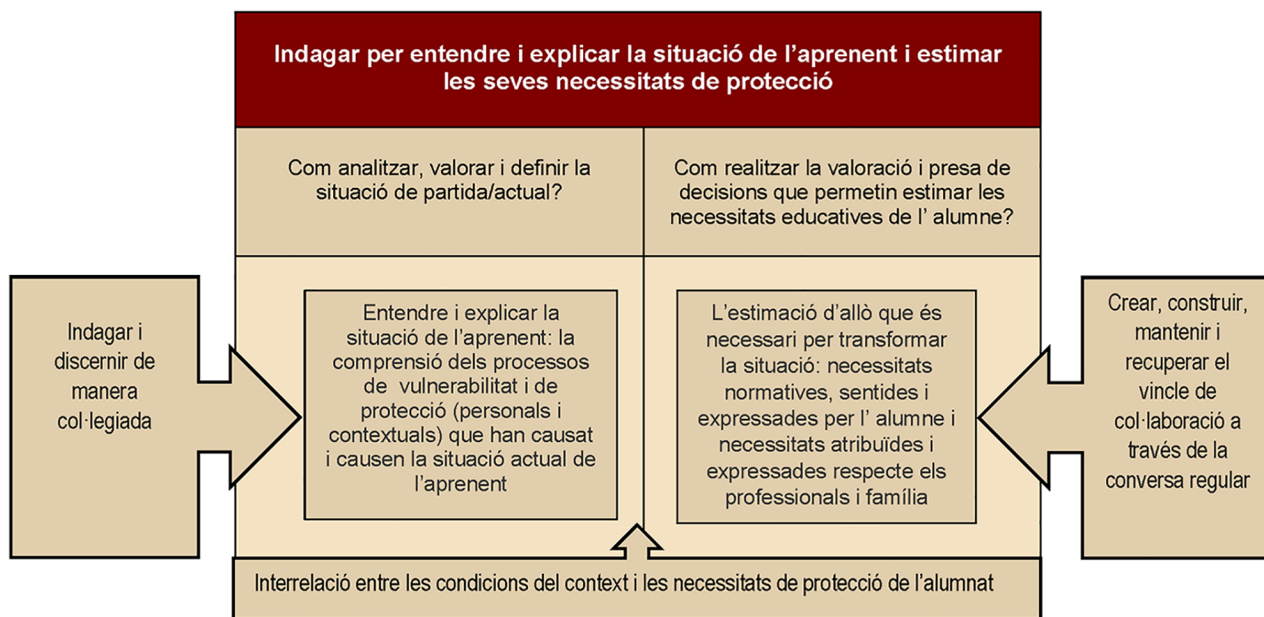 Indagar per entendre i explicar la situació de l’aprenent i estimar
les seves necessitats de protecció
Com analitzar, valorar i definir la
situació de partida/actual?
Com realitzar la valoració i presa de
decisions que permetin estimar les
necessitats educatives de l’ alumne?
Indagar i
discernir de
manera
col·legiada
Entendre i explicar la
situació de l’aprenent: la
comprensió dels processos
de vulnerabilitat i de
protecció (personals i
contextuals) que han causat
i causen la situació actual de
l’aprenent
L’estimació d’allò que és
necessari per transformar
la situació: necessitats
normatives, sentides i
expressades per l’ alumne i
necessitats atribuïdes i
expressades respecte els
professionals i família
Crear, construir,
mantenir i
recuperar el
vincle de
col·laboració a
través de la
conversa regular
Interrelació entre les condicions del context i les necessitats de protecció de l’alumnat